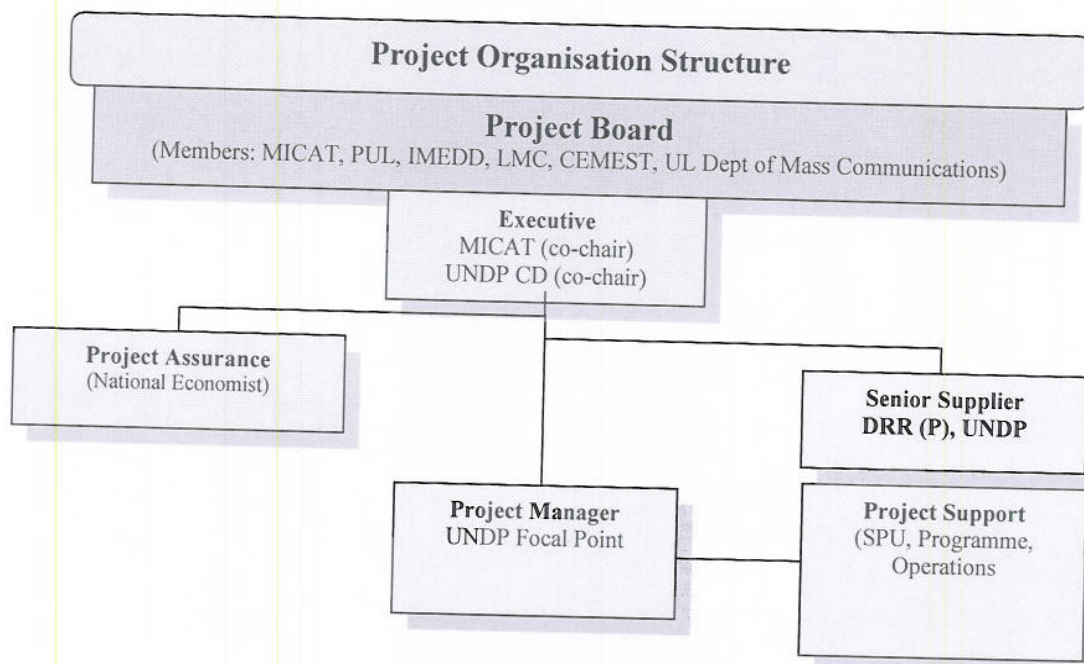 Project Organisation Structure
Project Board
(Members: MICAT, PUL, IMEDD, LMC, CEMEST, UL Dept of Mass Communications)
Executive
MICAT (co-chair)
UNDP CD (co-chair)
Project Assurance
(National Economist)
Senior Supplier
DRR (P), UNDP
Project Manager
UNDP Focal Point
Project Support
(SPU, Programme,
Operations